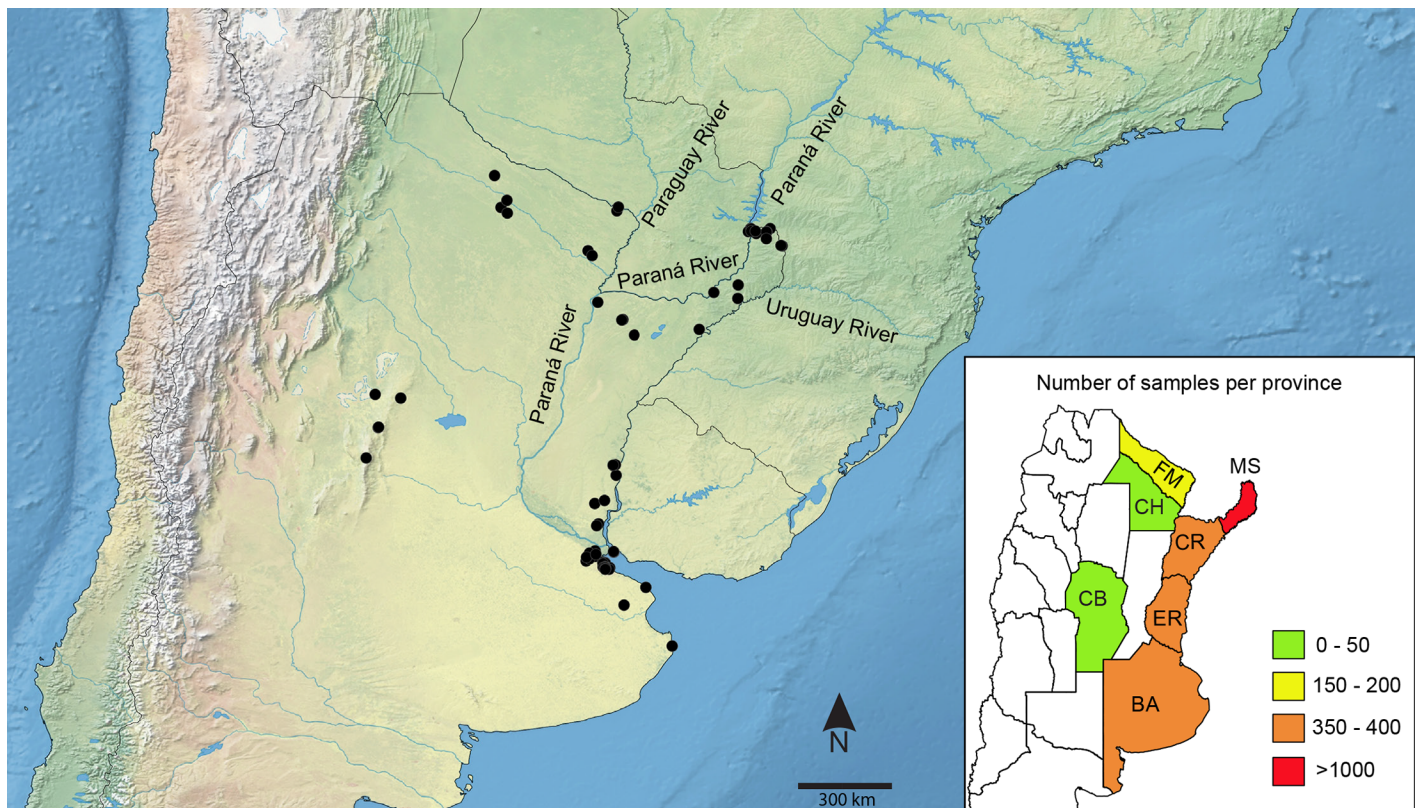 Paraguay River
Paraná River
Paraná River
Uruguay River
Paraná River
N
300 km
Number of samples per province
FM
MS
CH
CR
CB
ER
BA
0 - 50
150 - 200
350 - 400
>1000